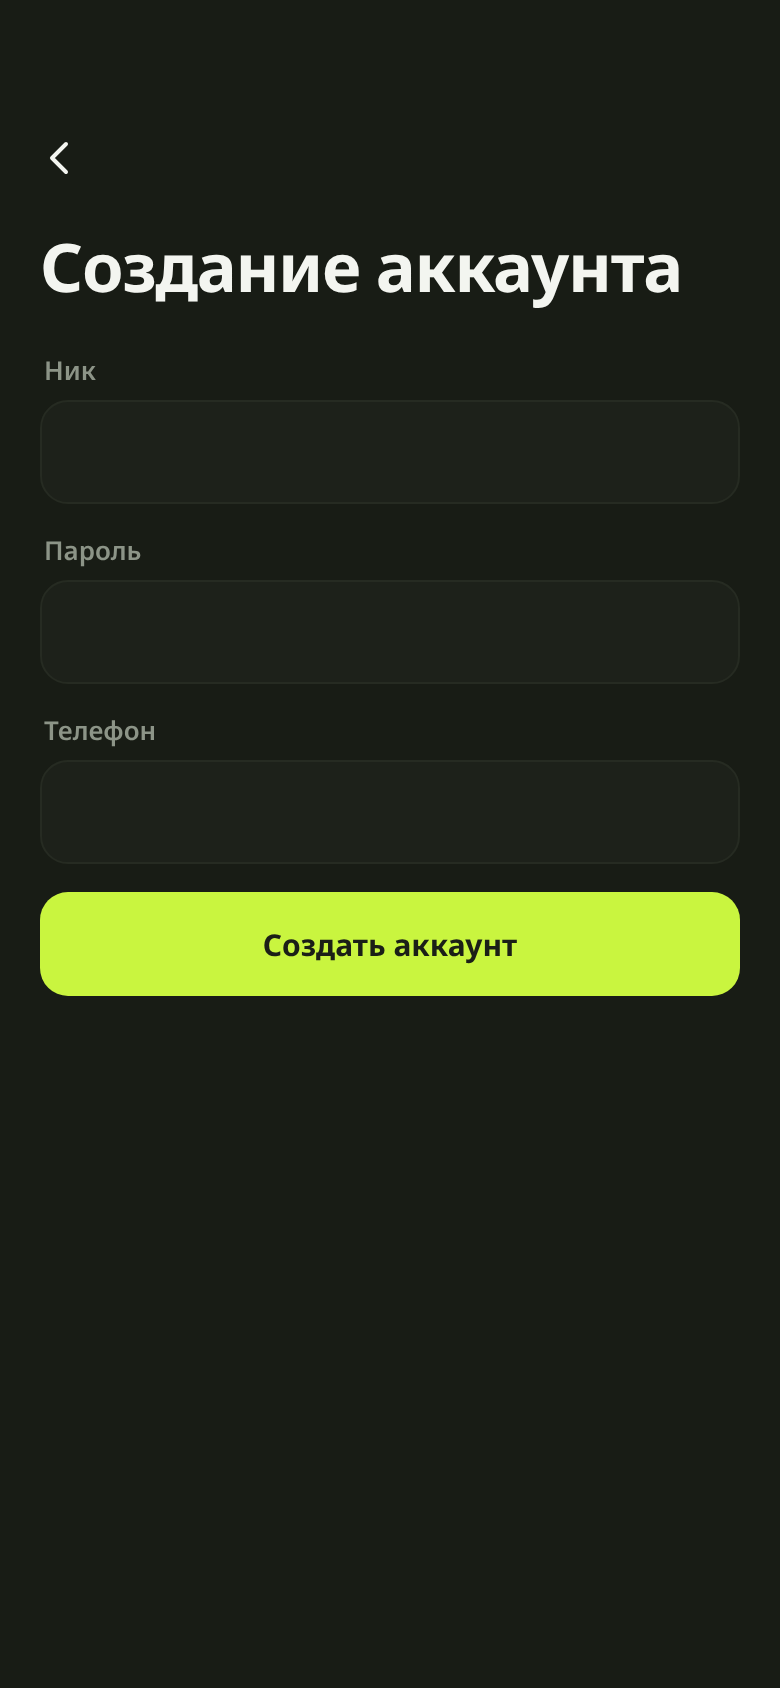 Создание аккаунта
Ник
Пароль
Телефон
Создать аккаунт